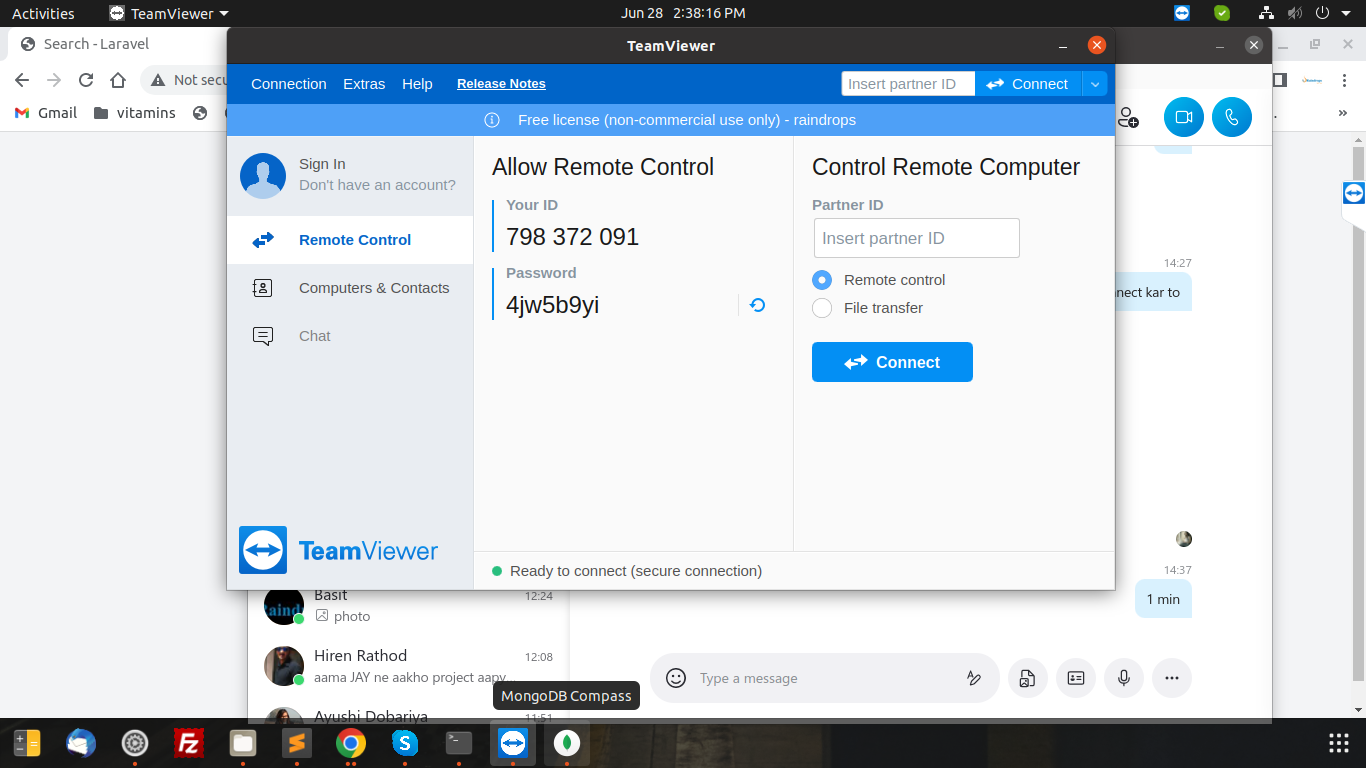 Activities
TeamViewer
Jun 28 2:38:16 PM
Search - Laravel
TeamViewer
Not secu
Connection Extras Help Release Notes
Insert partner ID
Connect
Gmail
vitamins
»
Free license (non-commercial use only) - raindrops
Sign In
Don't have an account?
Remote Control
Computers & Contacts
Chat
TeamViewer
Allow Remote Control
Your ID
798 372 091
Password
4jw5b9yi
Control Remote Computer
Partner ID
Insert partner ID
Remote control
File transfer
Connect
Ready to connect (secure connection)
14:27
nnect kar to
14:37
1 min
Basit
12:24
photo
Hiren Rathod
12:08
aama JAY ne aakho project aapy...
Ayushi Dobariya
11:51
Type a message
MongoDB Compass